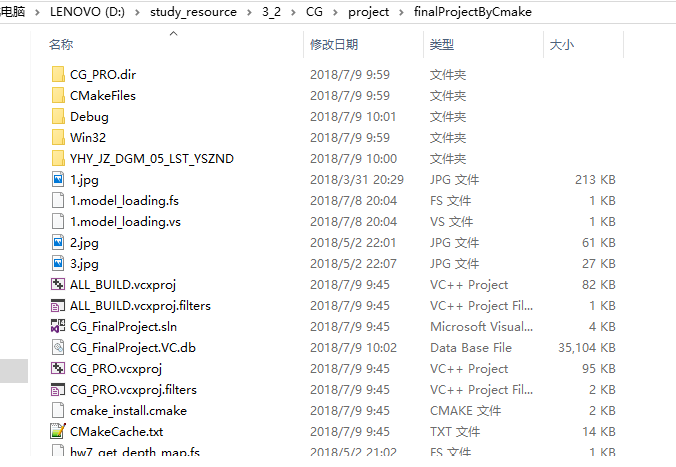 电脑 › LENOVO (D:) › study_resource › 3_2 › CG › project › finalProjectByCmake
名称 修改日期 类型 大小
CG_PRO.dir 2018/7/9 9:59 文件夹
CMakeFiles 2018/7/9 9:59 文件夹
Debug 2018/7/9 10:01 文件夹
Win32 2018/7/9 9:59 文件夹
YHY_JZ_DGM_05_LST_YSZND 2018/7/9 10:00 文件夹
1.jpg 2018/3/31 20:29 JPG 文件 213 KB
1.model_loading.fs 2018/7/8 20:04 FS 文件 1 KB
1.model_loading.vs 2018/7/8 20:04 VS 文件 1 KB
2.jpg 2018/5/2 22:01 JPG 文件 61 KB
3.jpg 2018/5/2 22:07 JPG 文件 27 KB
ALL_BUILD.vcxproj 2018/7/9 9:45 VC++ Project 82 KB
ALL_BUILD.vcxproj.filters 2018/7/9 9:45 VC++ Project Fil... 1 KB
CG_FinalProject.sln 2018/7/9 9:45 Microsoft Visual... 4 KB
CG_FinalProject.VC.db 2018/7/9 10:02 Data Base File 35,104 KB
CG_PRO.vcxproj 2018/7/9 9:45 VC++ Project 95 KB
CG_PRO.vcxproj.filters 2018/7/9 9:45 VC++ Project Fil... 2 KB
cmake_install.cmake 2018/7/9 9:45 CMAKE 文件 2 KB
CMakeCache.txt 2018/7/9 9:45 TXT 文件 14 KB
hw7_get_depth_map.fs 2018/5/2 21:02 FS 文件 1 KB